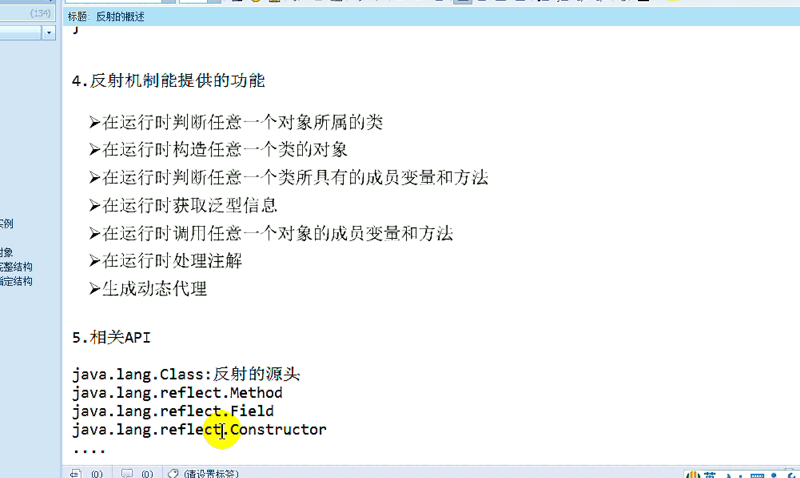 (134)
标题: 反射的概述
}
4.反射机制能提供的功能
➢在运行时判断任意一个对象所属的类
➢在运行时构造任意一个类的对象
➢在运行时判断任意一个类所具有的成员变量和方法
➢在运行时获取泛型信息
➢在运行时调用任意一个对象的成员变量和方法
➢在运行时处理注解
➢生成动态代理
实例
对象
完整结构
指定结构
5.相关API
java.lang.Class:反射的源头
java.lang.reflect.Method
java.lang.reflect.Field
java.lang.reflect.Constructor
....
(0) (0) (请设置标签)
英